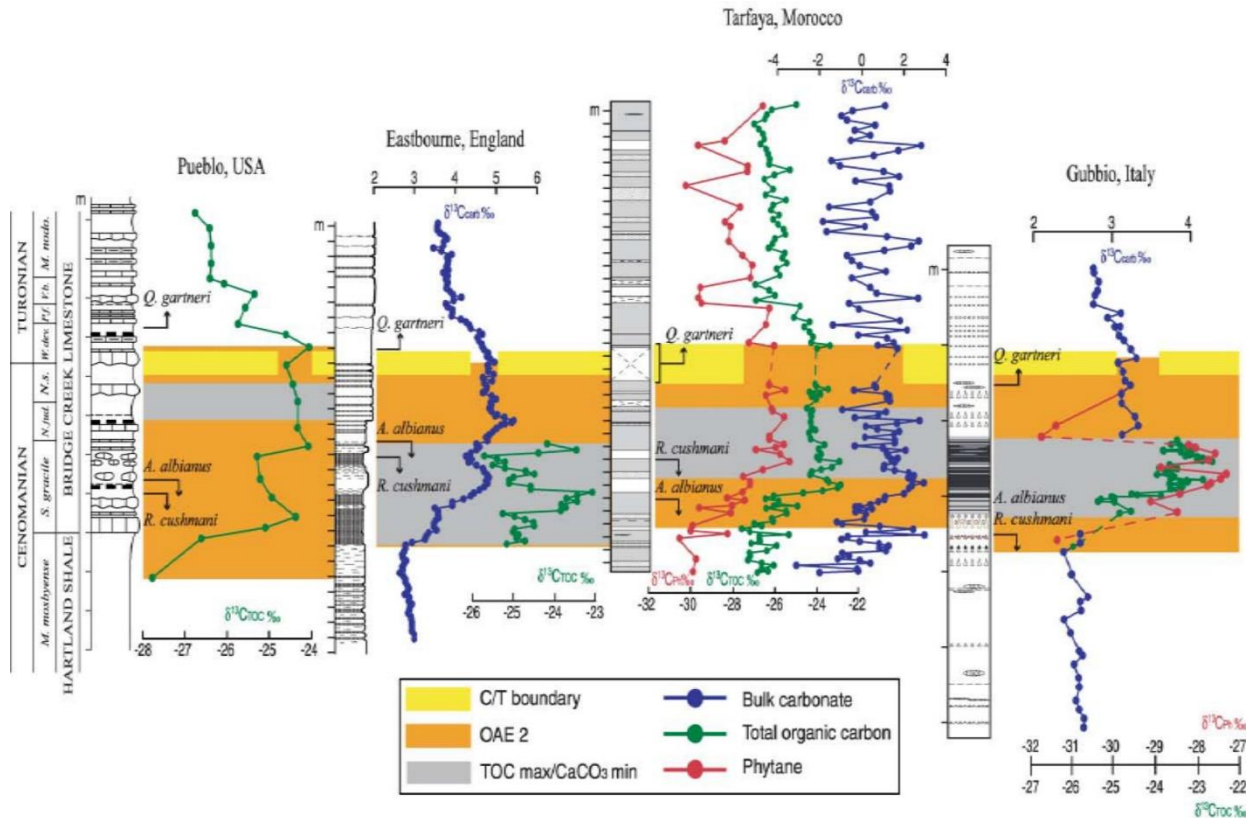 Tarfaya, Morocco
-4 -2 0 2 4
δ¹³Ccarb ‰
m
Eastbourne, England
2 3 4 5 6
δ¹³Ccarb ‰
m
Pueblo, USA
m
Gubbio, Italy
2 3 4
δ¹³Ccarb ‰
m
TURONIAN
CENOMANIAN
M. nodo.
V.b.
P.f.
W.dev.
N.s.
N.jud.
S. gracile
M. mosbyense
BRIDGE CREEK LIMESTONE
HARTLAND SHALE
Q. gartneri
A. albianus
R. cushmani
δ¹³CTOC ‰
-28 -27 -26 -25 -24
Q. gartneri
A. albianus
R. cushmani
δ¹³CTOC ‰
-26 -25 -24 -23
Q. gartneri
R. cushmani
A. albianus
δ¹³CPh‰ δ¹³CTOC ‰
-32 -30 -28 -26 -24 -22
Q. gartneri
A. albianus
R. cushmani
δ¹³CPh ‰
-32 -31 -30 -29 -28 -27
-27 -26 -25 -24 -23 -22
δ¹³CTOC ‰
C/T boundary
OAE 2
TOC max/CaCO₃ min
Bulk carbonate
Total organic carbon
Phytane